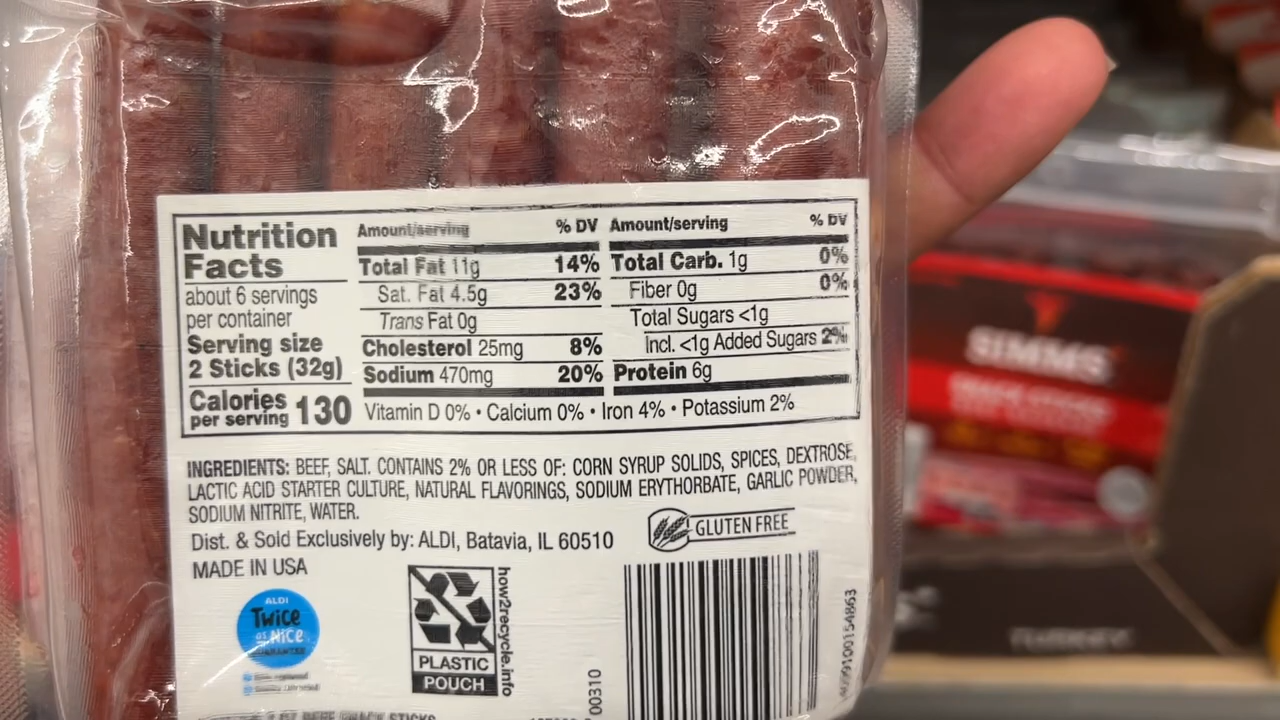 Nutrition
Facts
about 6 servings
per container
Serving size
2 Sticks (32g)
Calories
per serving 130
Amount/serving % DV
Total Fat 11g 14%
Sat. Fat 4.5g 23%
Trans Fat 0g
Cholesterol 25mg 8%
Sodium 470mg 20%
Amount/serving % DV
Total Carb. 1g 0%
Fiber 0g 0%
Total Sugars <1g
Incl. <1g Added Sugars 2%
Protein 6g
Vitamin D 0% • Calcium 0% • Iron 4% • Potassium 2%
INGREDIENTS: BEEF, SALT. CONTAINS 2% OR LESS OF: CORN SYRUP SOLIDS, SPICES, DEXTROSE,
LACTIC ACID STARTER CULTURE, NATURAL FLAVORINGS, SODIUM ERYTHORBATE, GARLIC POWDER,
SODIUM NITRITE, WATER.
Dist. & Sold Exclusively by: ALDI, Batavia, IL 60510
MADE IN USA
GLUTEN FREE
ALDI
Twice
as Nice
GUARANTEE
PLASTIC
POUCH
how2recycle.info
00310
SIMMS
TURKEY